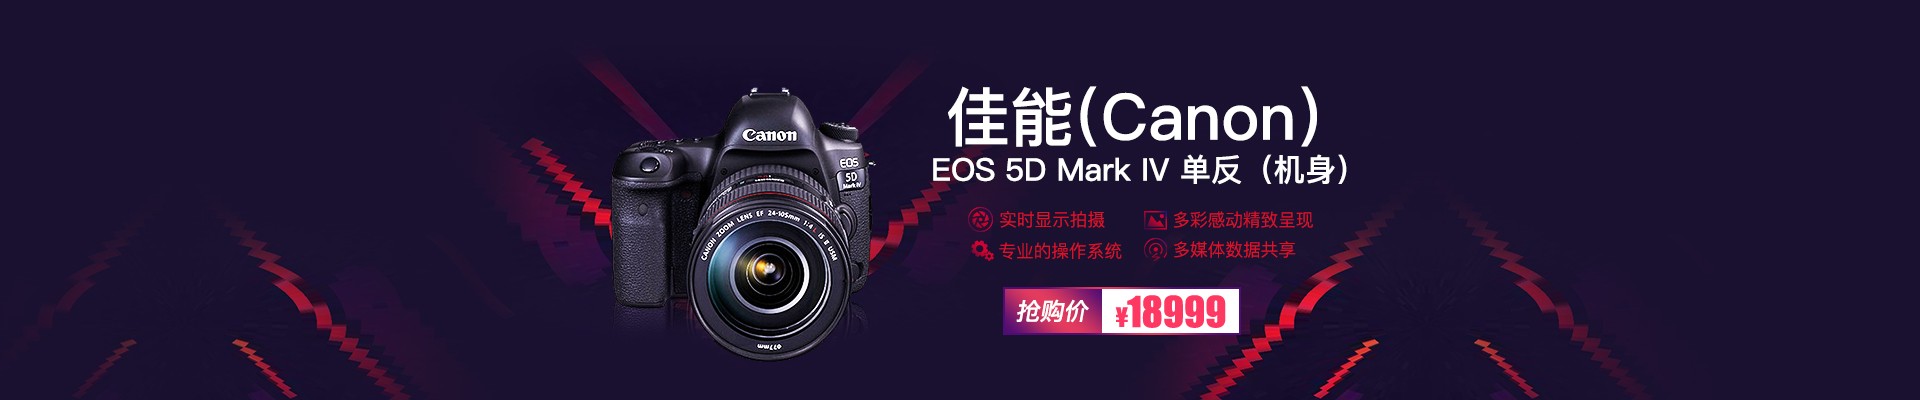 佳能(Canon)
EOS 5D Mark IV 单反（机身）
实时显示拍摄 多彩感动精致呈现
专业的操作系统 多媒体数据共享
抢购价 ¥18999
Canon
EOS
5D
Mark IV
CANON ZOOM LENS EF 24-105mm 1:4 L IS II USM
ø77mm